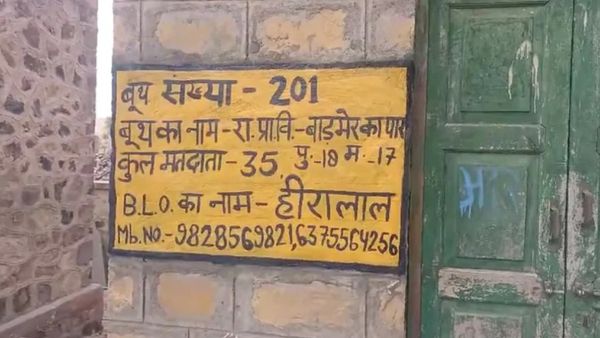 बूथ संख्या - 201
बूथ का नाम - रा.प्रा.वि. - बाड़मेर का पार
कुल मतदाता - 35 पु.-18 म.-17
B.L.O. का नाम - हीरालाल
Mb.NO.-9828569821,6375564256